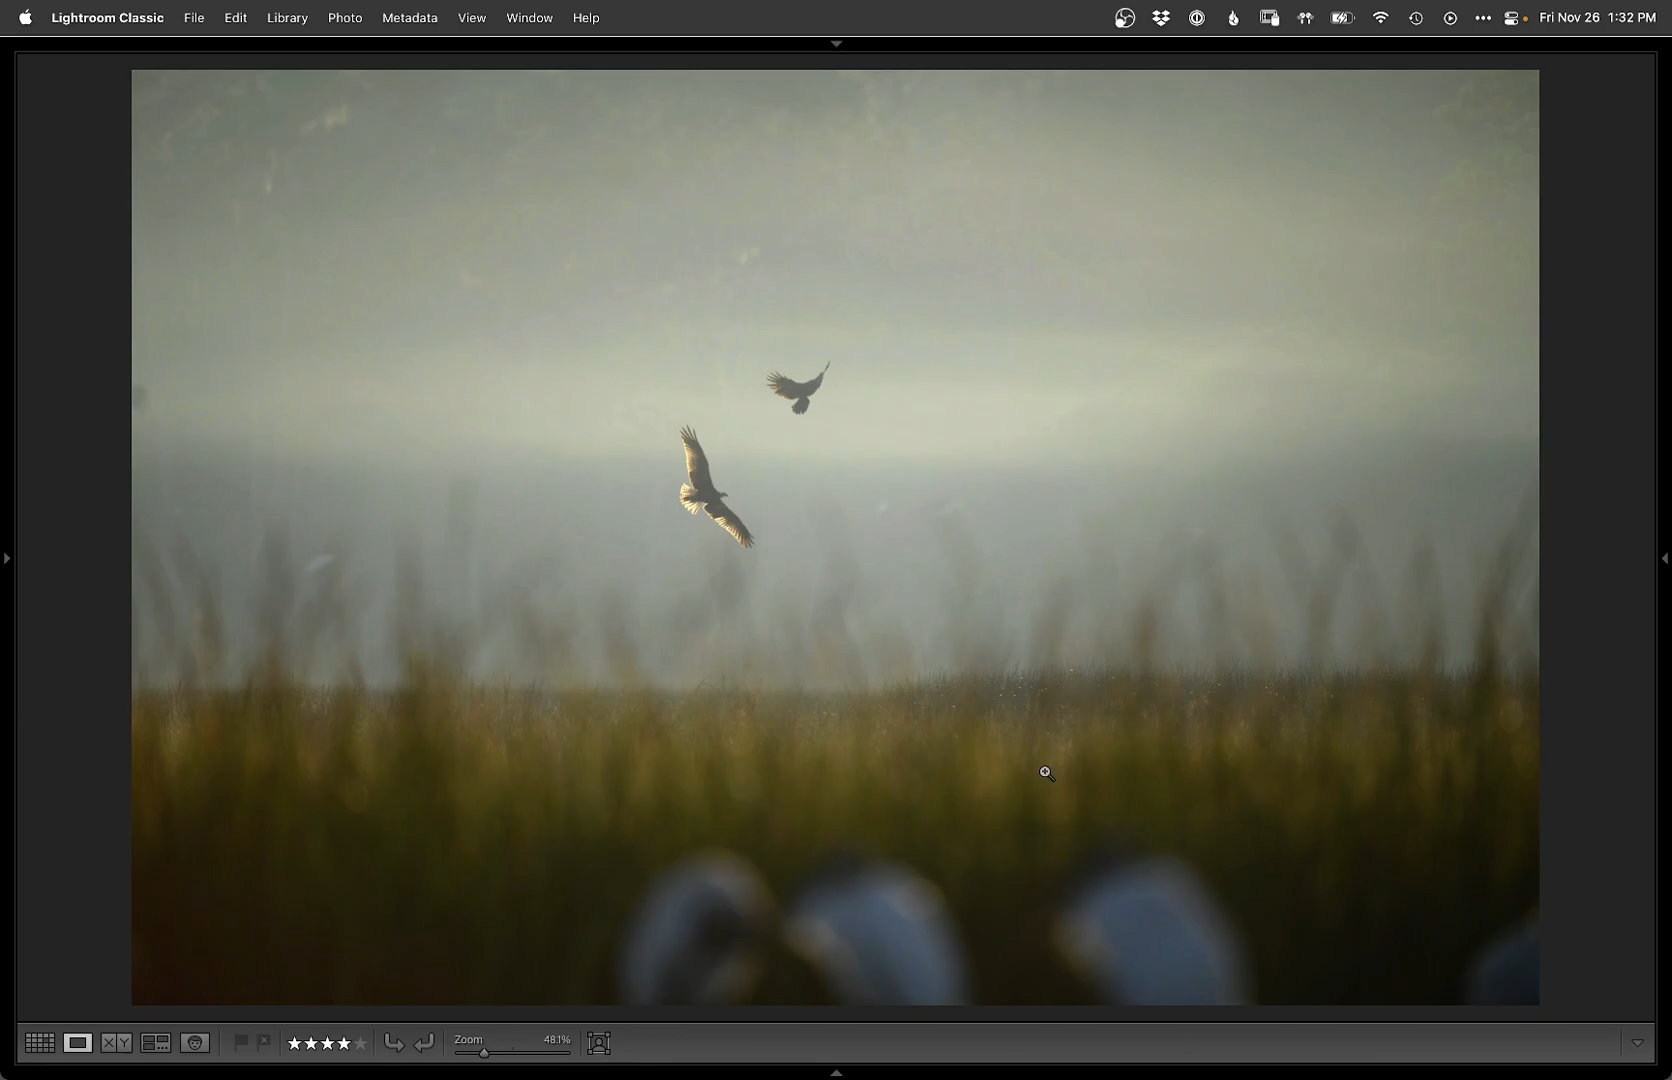 Lightroom Classic File Edit Library Photo Metadata View Window Help Fri Nov 26 1:32 PM
XY Zoom 48.1%